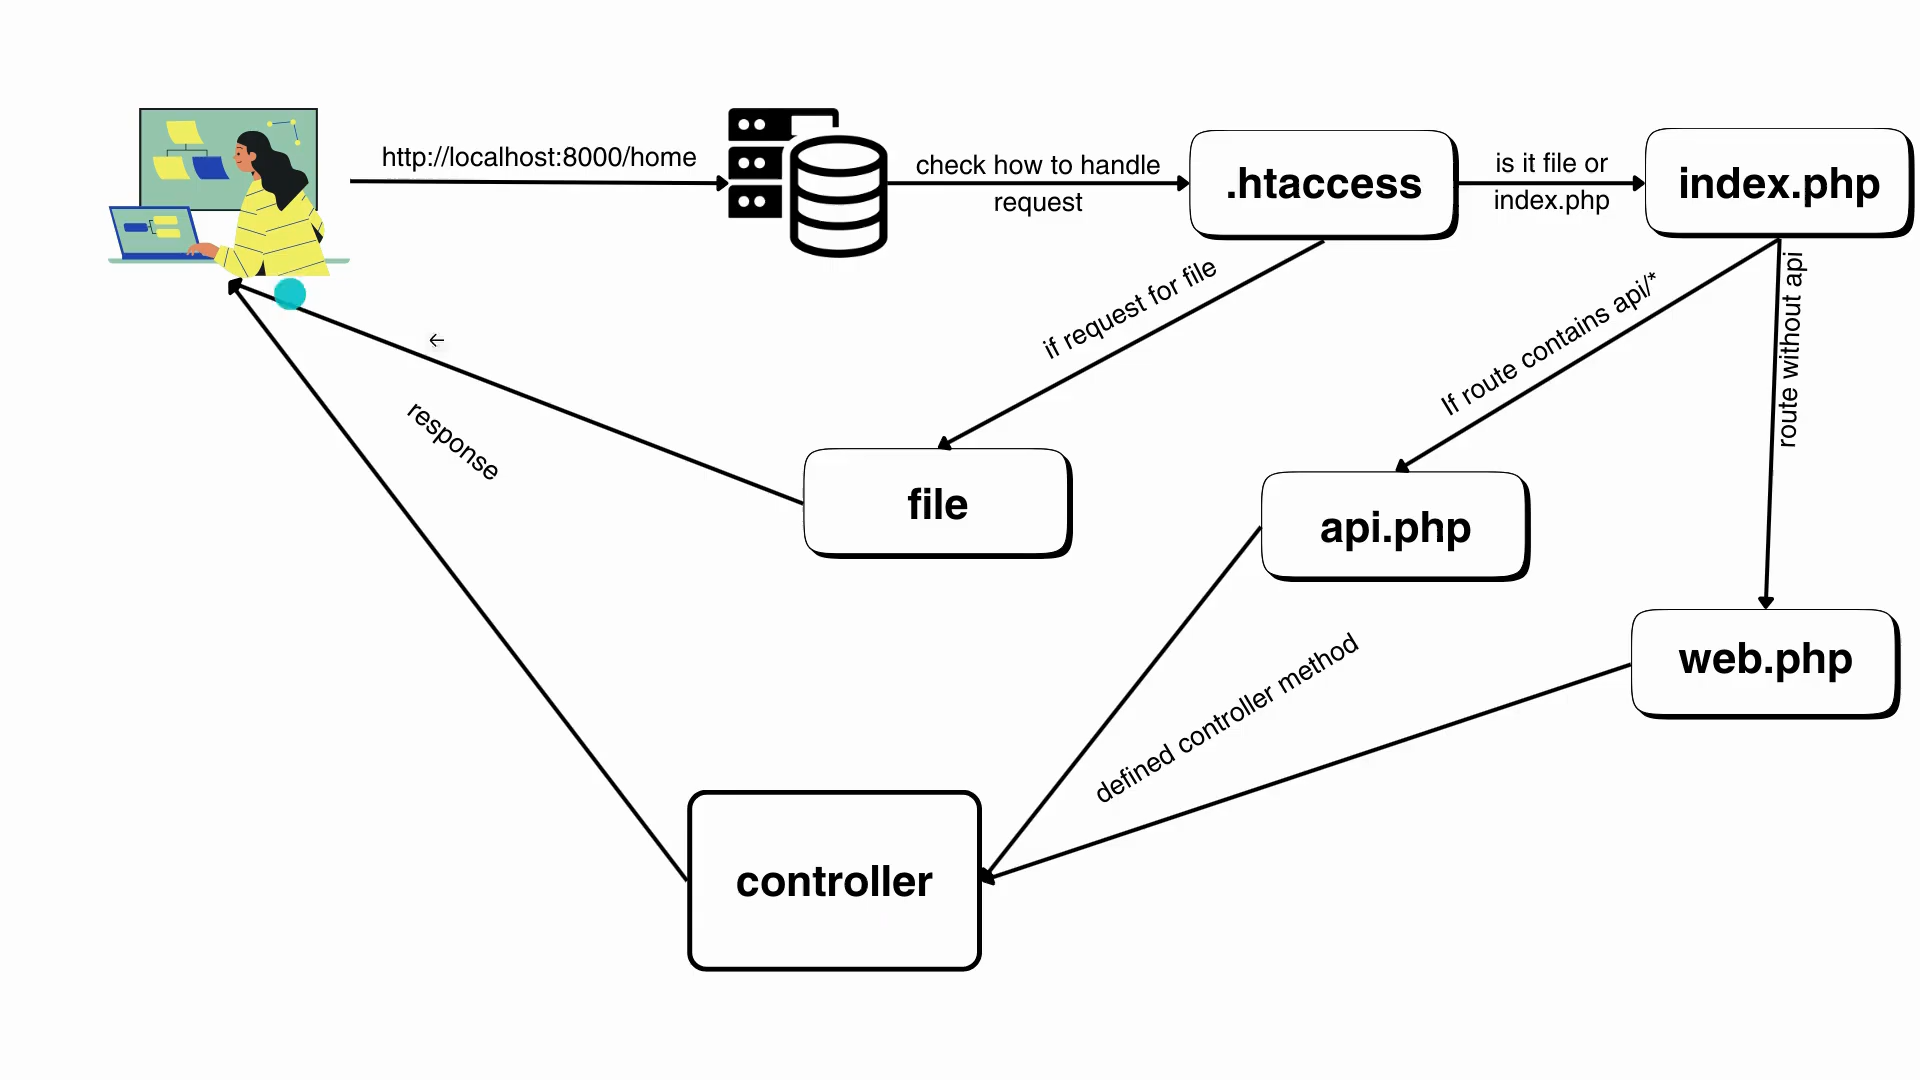 http://localhost:8000/home
check how to handle
request
.htaccess
is it file or
index.php
index.php
if request for file
If route contains api/*
route without api
response
file
api.php
web.php
defined controller method
controller